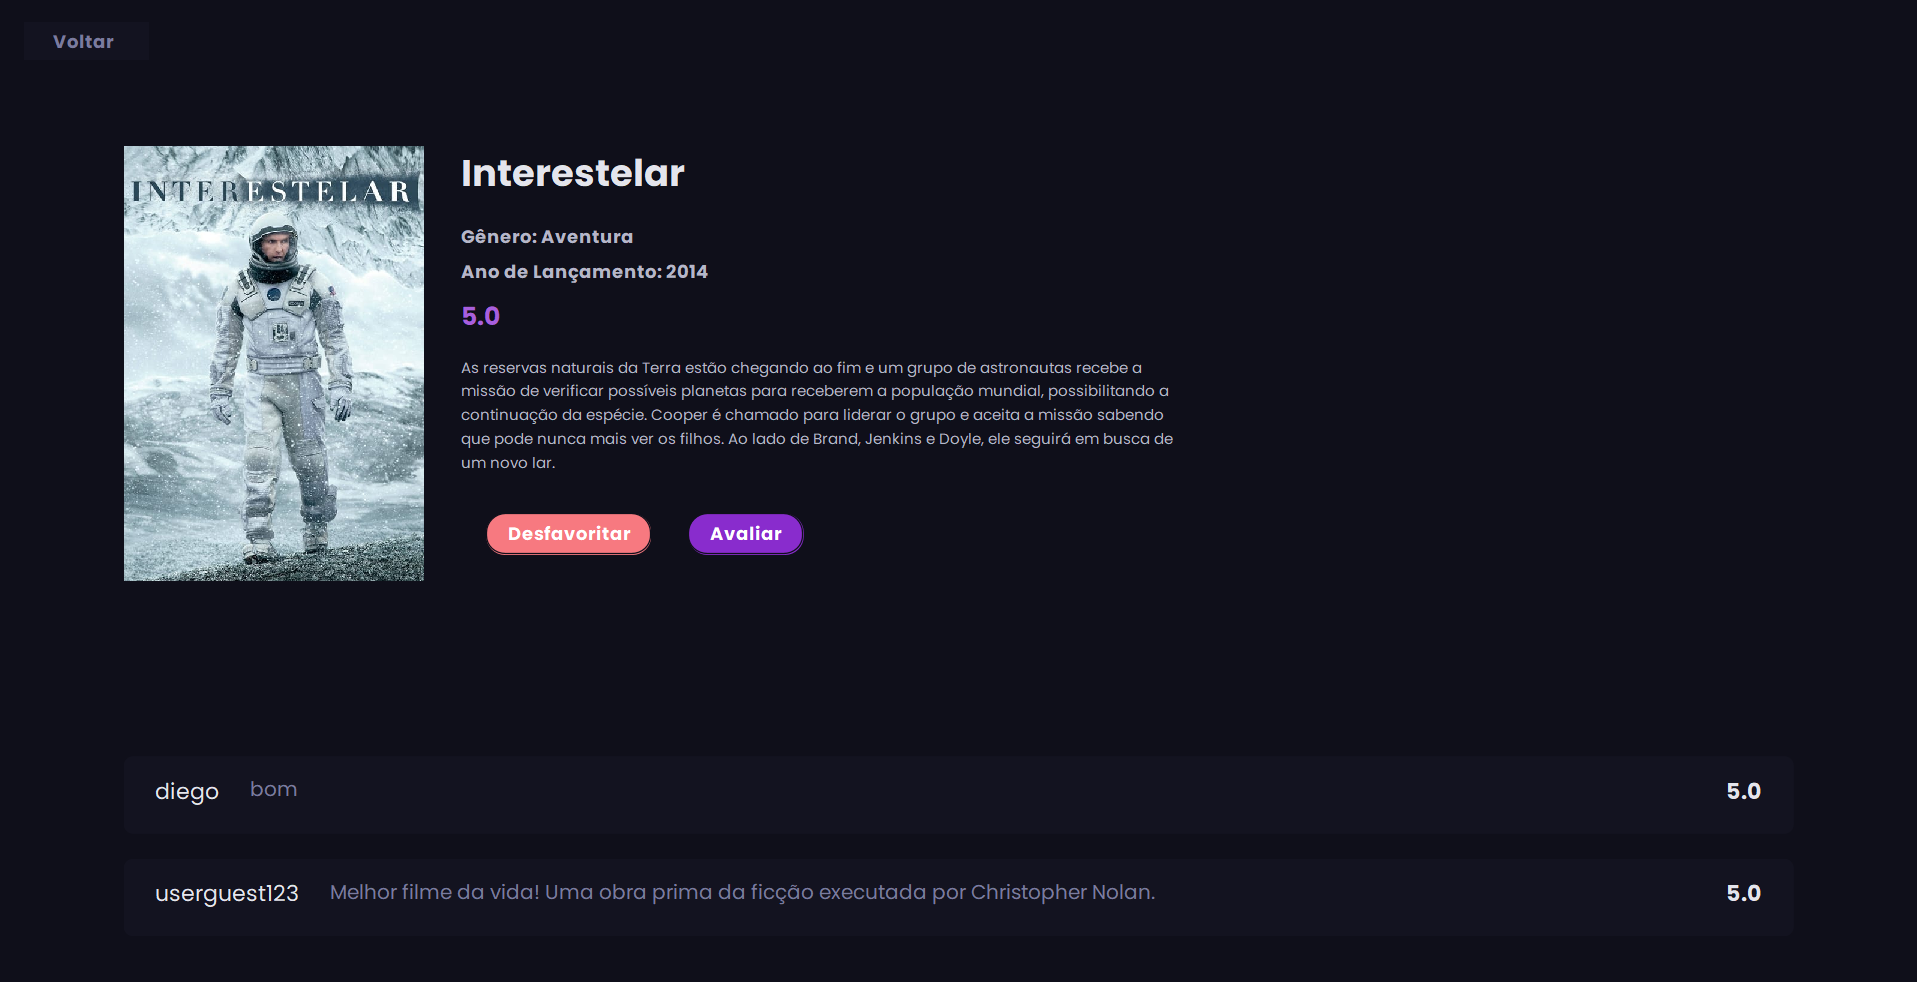 Voltar
INTERESTELAR
Interestelar
Gênero: Aventura
Ano de Lançamento: 2014
5.0
As reservas naturais da Terra estão chegando ao fim e um grupo de astronautas recebe a
missão de verificar possíveis planetas para receberem a população mundial, possibilitando a
continuação da espécie. Cooper é chamado para liderar o grupo e aceita a missão sabendo
que pode nunca mais ver os filhos. Ao lado de Brand, Jenkins e Doyle, ele seguirá em busca de
um novo lar.
Desfavoritar Avaliar
diego bom 5.0
userguest123 Melhor filme da vida! Uma obra prima da ficção executada por Christopher Nolan. 5.0